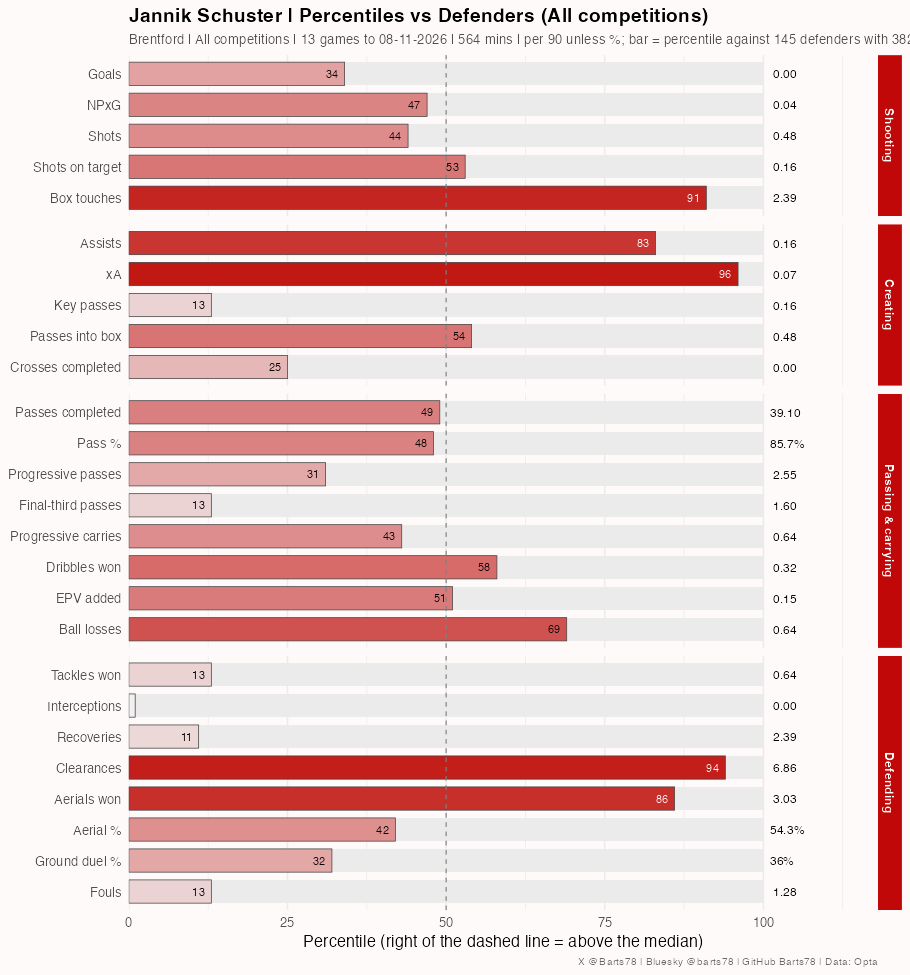 Jannik Schuster | Percentiles vs Defenders (All competitions)
Brentford | All competitions | 13 games to 08-11-2026 | 564 mins | per 90 unless %; bar = percentile against 145 defenders with 382
Goals 34 0.00
NPxG 47 0.04
Shots 44 0.48
Shots on target 53 0.16
Box touches 91 2.39
Shooting
Assists 83 0.16
xA 96 0.07
Key passes 13 0.16
Passes into box 54 0.48
Crosses completed 25 0.00
Creating
Passes completed 49 39.10
Pass % 48 85.7%
Progressive passes 31 2.55
Final-third passes 13 1.60
Progressive carries 43 0.64
Dribbles won 58 0.32
EPV added 51 0.15
Ball losses 69 0.64
Passing & carrying
Tackles won 13 0.64
Interceptions 0.00
Recoveries 11 2.39
Clearances 94 6.86
Aerials won 86 3.03
Aerial % 42 54.3%
Ground duel % 32 36%
Fouls 13 1.28
Defending
0 25 50 75 100
Percentile (right of the dashed line = above the median)
X @Barts78 | Bluesky @barts78 | GitHub Barts78 | Data: Opta